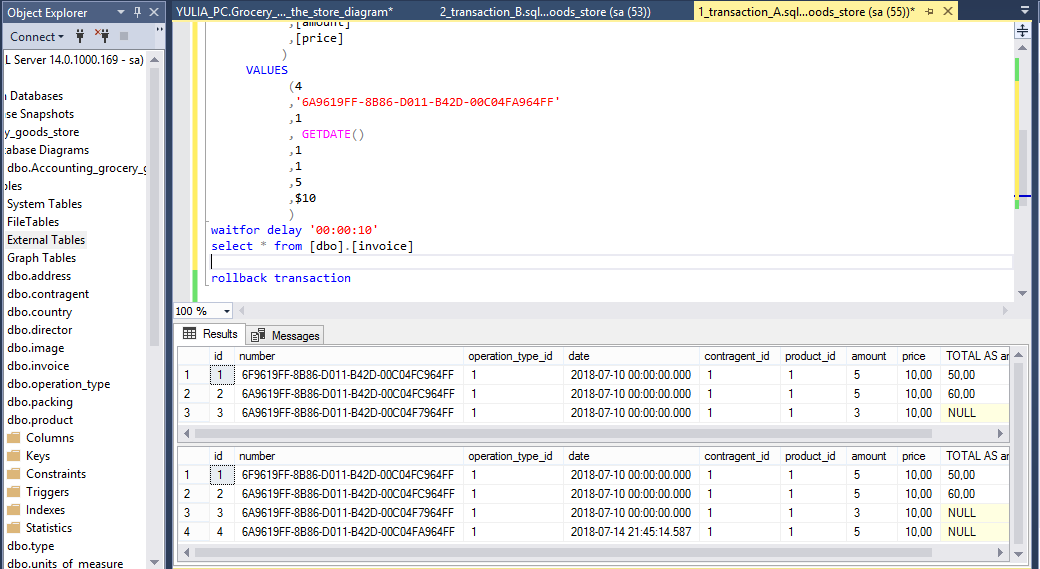 Object Explorer
YULIA_PC.Grocery_..._the_store_diagram*
2_transaction_B.sql...oods_store (sa (53))
1_transaction_A.sql...oods_store (sa (55))*
Connect
L Server 14.0.1000.169 - sa)
Databases
se Snapshots
y_goods_store
tabase Diagrams
dbo.Accounting_grocery_
bles
System Tables
FileTables
External Tables
Graph Tables
dbo.address
dbo.contragent
dbo.country
dbo.director
dbo.image
dbo.invoice
dbo.operation_type
dbo.packing
dbo.product
Columns
Keys
Constraints
Triggers
Indexes
Statistics
dbo.type
dbo.units_of_measure
,[amount]
,[price]
)
VALUES
(4
,'6A9619FF-8B86-D011-B42D-00C04FA964FF'
,1
, GETDATE()
,1
,1
,5
,$10
)
waitfor delay '00:00:10'
select * from [dbo].[invoice]
rollback transaction
100 %
Results Messages
id number operation_type_id date contragent_id product_id amount price TOTAL AS an
1 1 6F9619FF-8B86-D011-B42D-00C04FC964FF 1 2018-07-10 00:00:00.000 1 1 5 10,00 50,00
2 2 6A9619FF-8B86-D011-B42D-00C04FC964FF 1 2018-07-10 00:00:00.000 1 1 5 10,00 60,00
3 3 6A9619FF-8B86-D011-B42D-00C04F7964FF 1 2018-07-10 00:00:00.000 1 1 3 10,00 NULL
id number operation_type_id date contragent_id product_id amount price TOTAL AS an
1 1 6F9619FF-8B86-D011-B42D-00C04FC964FF 1 2018-07-10 00:00:00.000 1 1 5 10,00 50,00
2 2 6A9619FF-8B86-D011-B42D-00C04FC964FF 1 2018-07-10 00:00:00.000 1 1 5 10,00 60,00
3 3 6A9619FF-8B86-D011-B42D-00C04F7964FF 1 2018-07-10 00:00:00.000 1 1 3 10,00 NULL
4 4 6A9619FF-8B86-D011-B42D-00C04FA964FF 1 2018-07-14 21:45:14.587 1 1 5 10,00 NULL